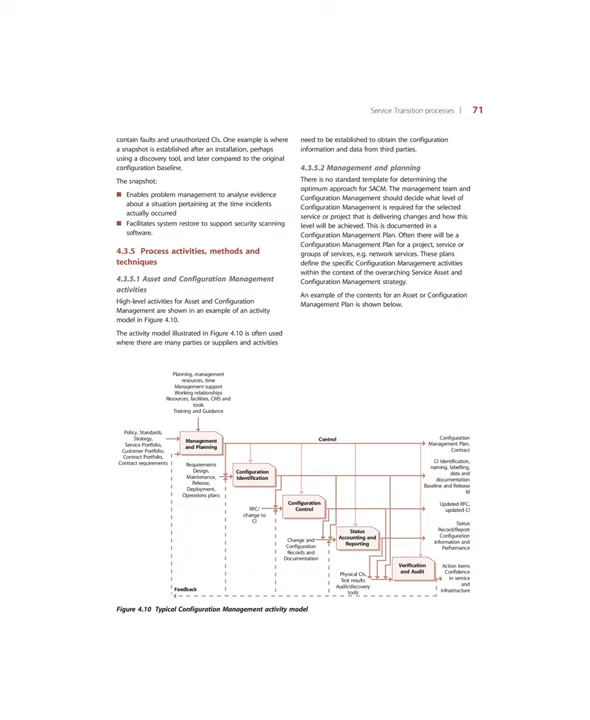 Service Transition processes | 71
contain faults and unauthorized CIs. One example is where
a snapshot is established after an installation, perhaps
using a discovery tool, and later compared to the original
configuration baseline.
The snapshot:
■ Enables problem management to analyse evidence
about a situation pertaining at the time incidents
actually occurred
■ Facilitates system restore to support security scanning
software.
4.3.5 Process activities, methods and
techniques
4.3.5.1 Asset and Configuration Management
activities
High-level activities for Asset and Configuration
Management are shown in an example of an activity
model in Figure 4.10.
The activity model illustrated in Figure 4.10 is often used
where there are many parties or suppliers and activities
need to be established to obtain the configuration
information and data from third parties.
4.3.5.2 Management and planning
There is no standard template for determining the
optimum approach for SACM. The management team and
Configuration Management should decide what level of
Configuration Management is required for the selected
service or project that is delivering changes and how this
level will be achieved. This is documented in a
Configuration Management Plan. Often there will be a
Configuration Management Plan for a project, service or
groups of services, e.g. network services. These plans
define the specific Configuration Management activities
within the context of the overarching Service Asset and
Configuration Management strategy.
An example of the contents for an Asset or Configuration
Management Plan is shown below.
Planning, management
resources, time
Management support
Working relationships
Resources, facilities, CMS and
tools
Training and Guidance
Policy, Standards,
Strategy,
Service Portfolio,
Customer Portfolio,
Contract Portfolio,
Contract requirements
Management
and Planning
Control
Configuration
Management Plan,
Contract
Requirements
Design,
Maintenance,
Release,
Deployment,
Operations plans
Configuration
Identification
CI Identification,
naming, labelling,
data and
documentation
Baseline and Release
Id
RFC/
change to
CI
Configuration
Control
Updated RFC,
updated CI
Change and
Configuration
Records and
Documentation
Status
Accounting and
Reporting
Status
Record/Report
Configuration
Information and
Performance
Physical CIs,
Test results
Audit/discovery
tools
Verification
and Audit
Action items
Confidence
in service
and
Infrastructure
Feedback
Figure 4.10 Typical Configuration Management activity model